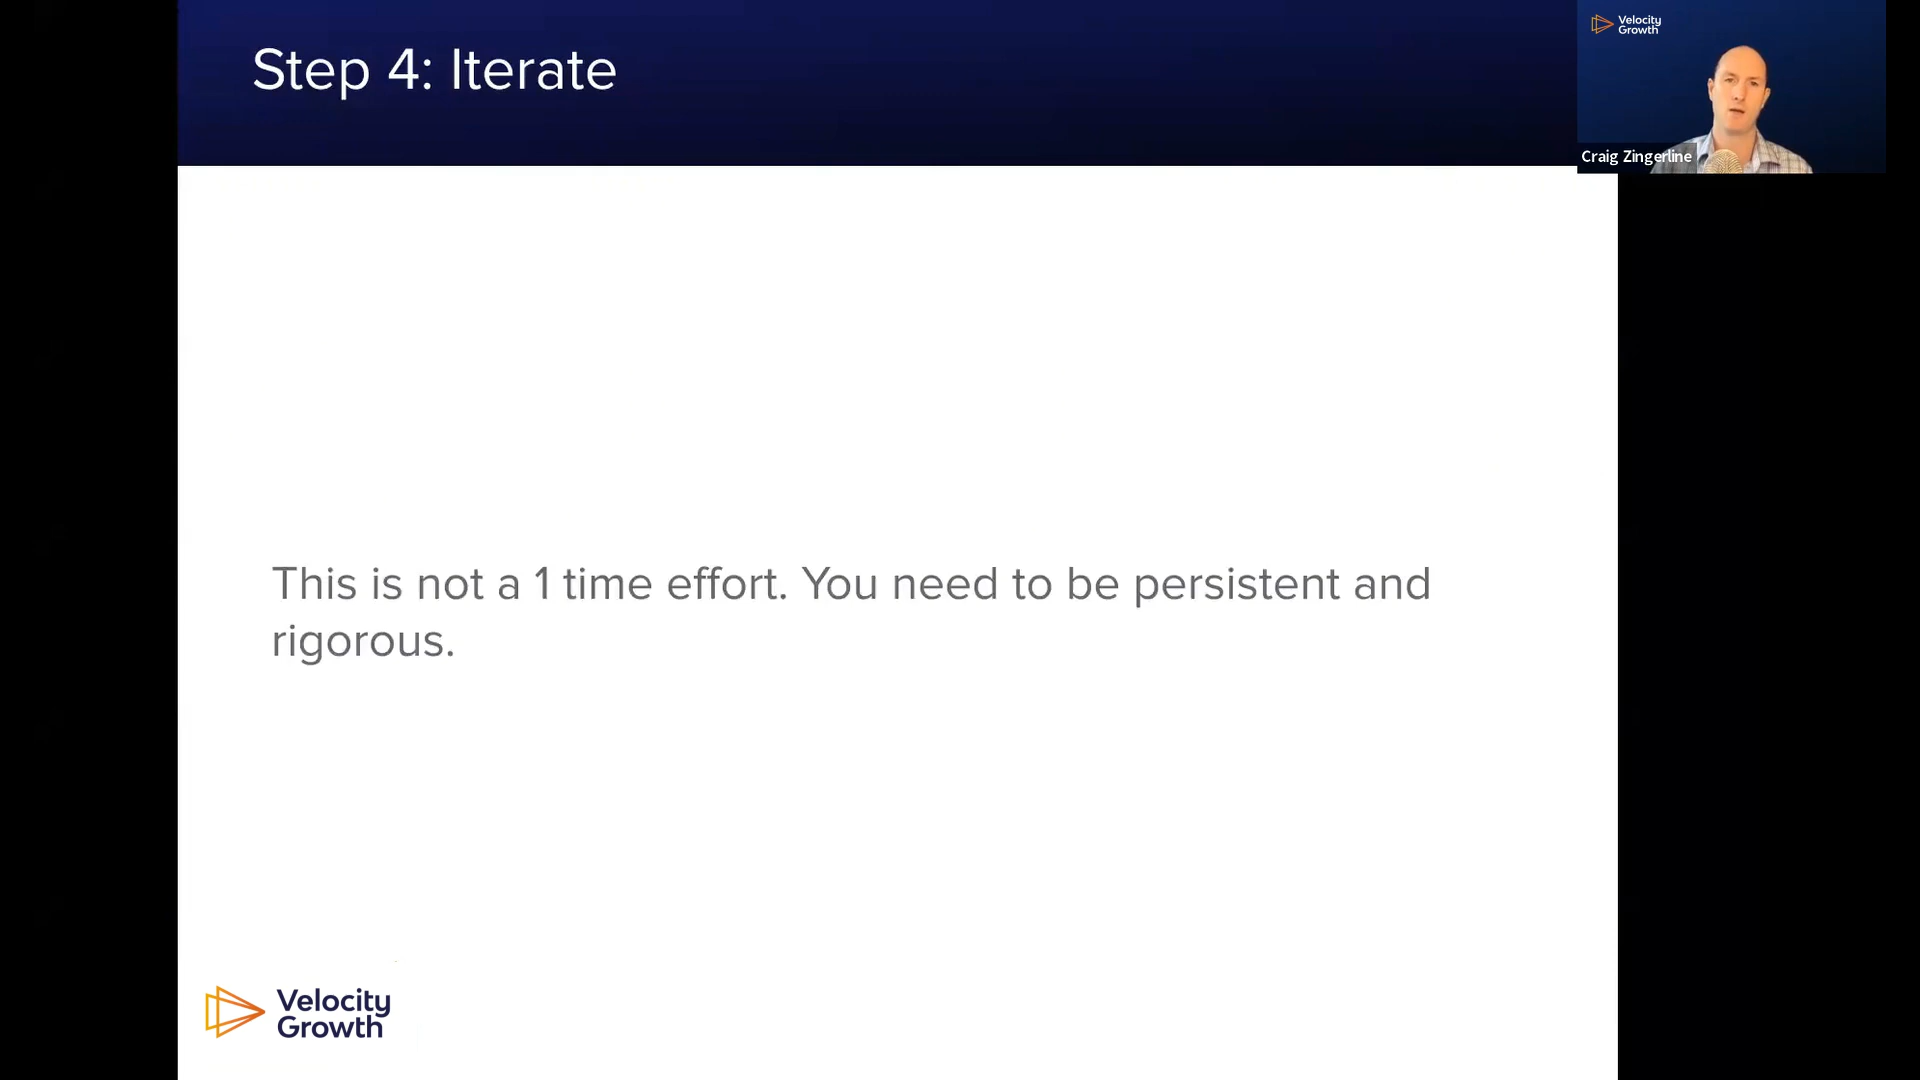 Step 4: Iterate
Velocity
Growth
Craig Zingerline
This is not a 1 time effort. You need to be persistent and
rigorous.
Velocity
Growth